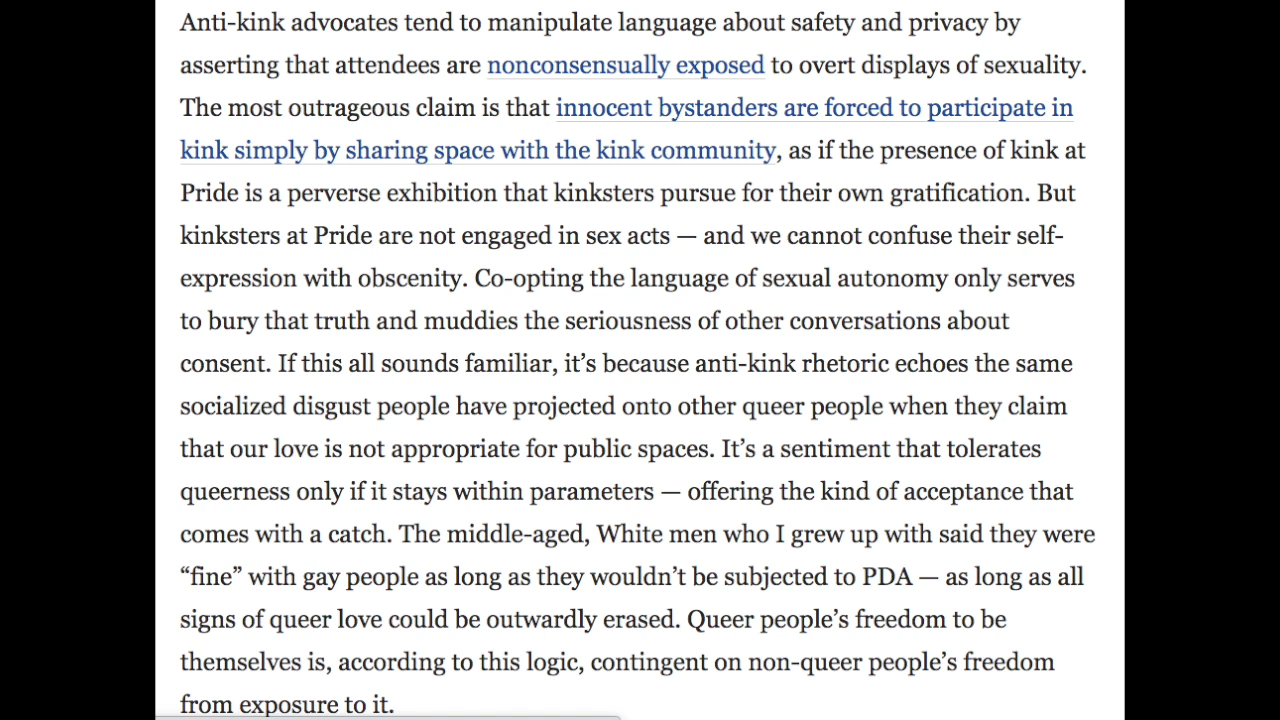 Anti-kink advocates tend to manipulate language about safety and privacy by
asserting that attendees are nonconsensually exposed to overt displays of sexuality.
The most outrageous claim is that innocent bystanders are forced to participate in
kink simply by sharing space with the kink community, as if the presence of kink at
Pride is a perverse exhibition that kinksters pursue for their own gratification. But
kinksters at Pride are not engaged in sex acts — and we cannot confuse their self-
expression with obscenity. Co-opting the language of sexual autonomy only serves
to bury that truth and muddies the seriousness of other conversations about
consent. If this all sounds familiar, it’s because anti-kink rhetoric echoes the same
socialized disgust people have projected onto other queer people when they claim
that our love is not appropriate for public spaces. It’s a sentiment that tolerates
queerness only if it stays within parameters — offering the kind of acceptance that
comes with a catch. The middle-aged, White men who I grew up with said they were
“fine” with gay people as long as they wouldn’t be subjected to PDA — as long as all
signs of queer love could be outwardly erased. Queer people’s freedom to be
themselves is, according to this logic, contingent on non-queer people’s freedom
from exposure to it.